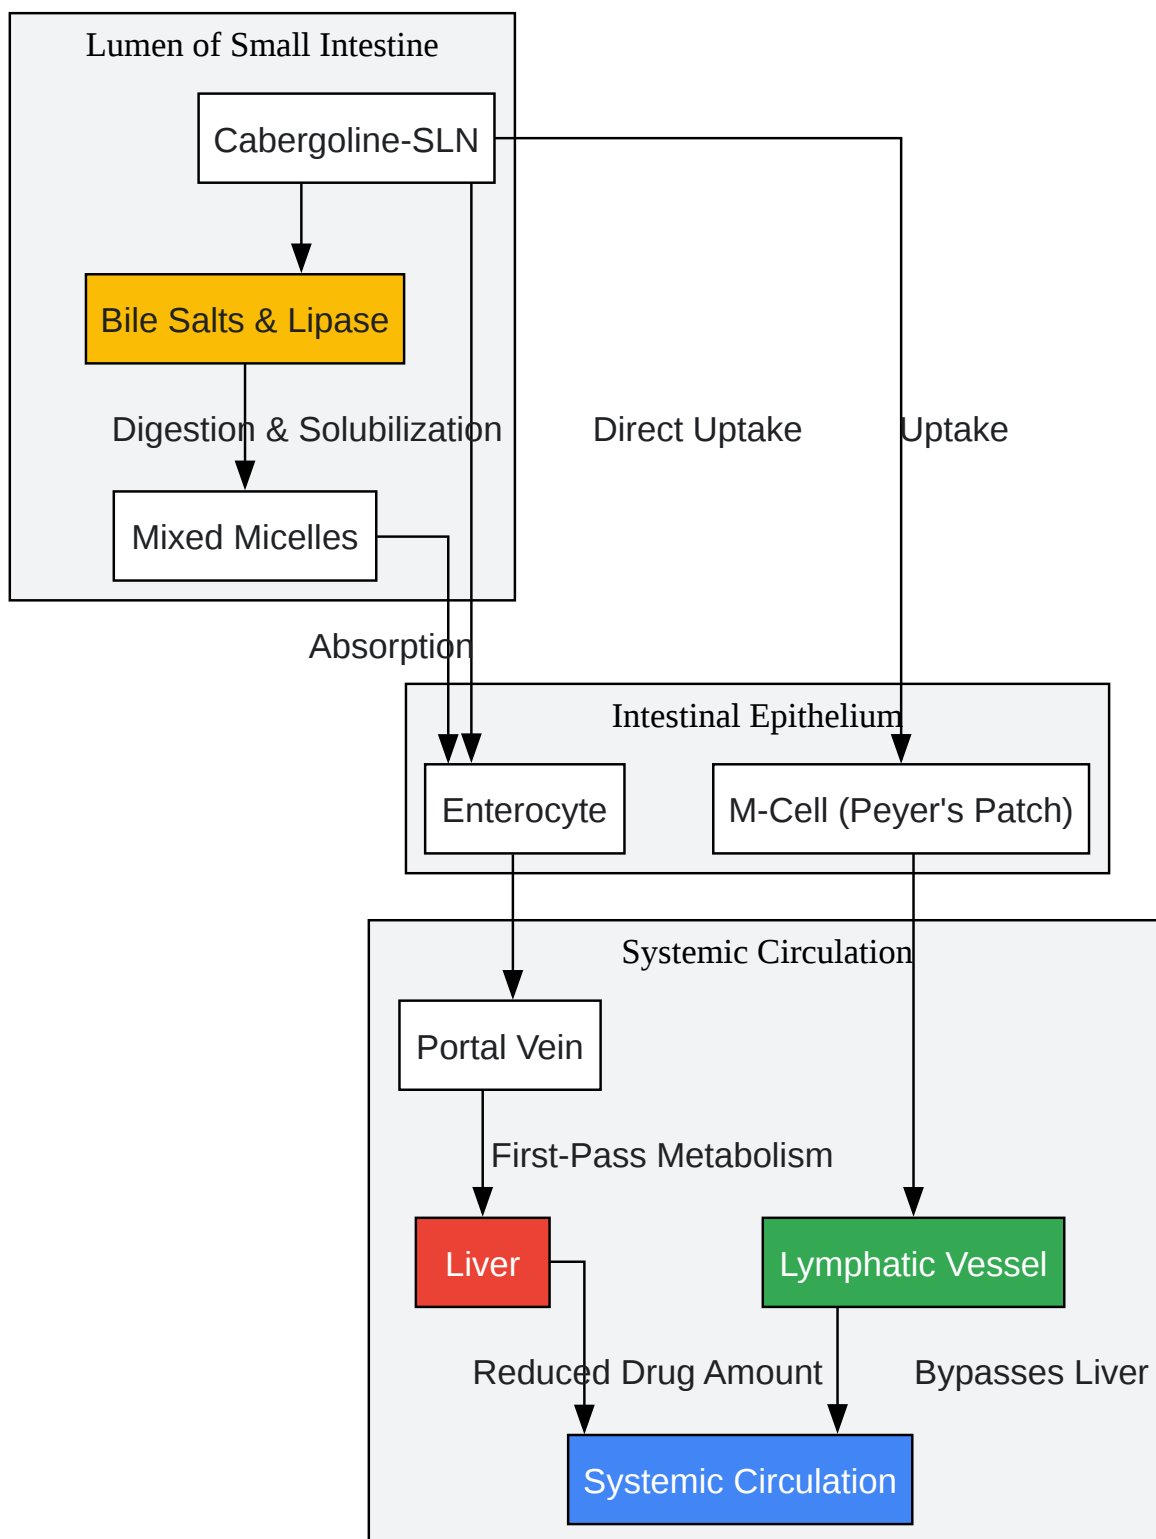 Lumen of Small Intestine
Cabergoline-SLN
Bile Salts & Lipase
Digestion & Solubilization
Direct Uptake
Uptake
Mixed Micelles
Absorption
Intestinal Epithelium
Enterocyte
M-Cell (Peyer's Patch)
Systemic Circulation
Portal Vein
First-Pass Metabolism
Liver
Lymphatic Vessel
Reduced Drug Amount
Bypasses Liver
Systemic Circulation